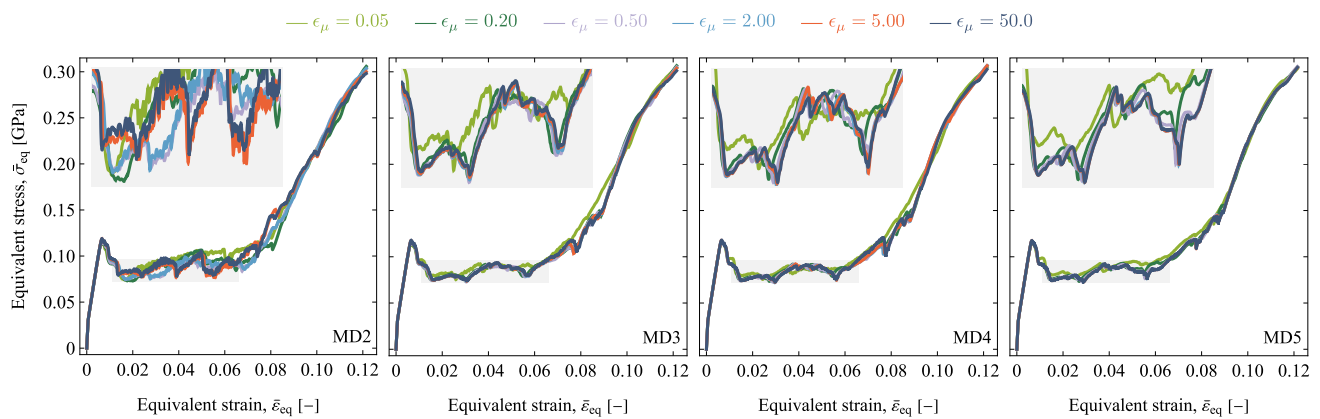 ϵ_μ = 0.05 ϵ_μ = 0.20 ϵ_μ = 0.50 ϵ_μ = 2.00 ϵ_μ = 5.00 ϵ_μ = 50.0
Equivalent stress, σ̄_eq [GPa]
0.30
0.25
0.20
0.15
0.10
0.05
0
MD2 MD3 MD4 MD5
0 0.02 0.04 0.06 0.08 0.10 0.12 0 0.02 0.04 0.06 0.08 0.10 0.12 0 0.02 0.04 0.06 0.08 0.10 0.12 0 0.02 0.04 0.06 0.08 0.10 0.12
Equivalent strain, ε̄_eq [−] Equivalent strain, ε̄_eq [−] Equivalent strain, ε̄_eq [−] Equivalent strain, ε̄_eq [−]